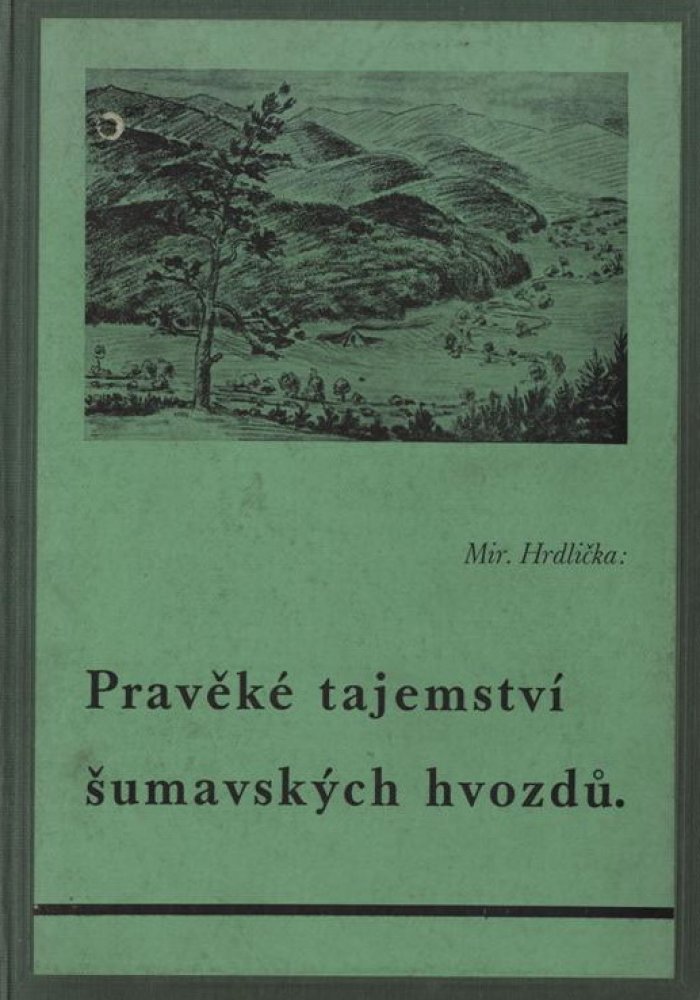 Mir. Hrdlička:
Pravěké tajemství
šumavských hvozdů.